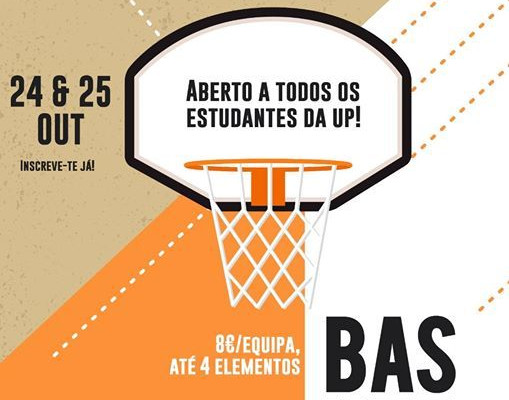 24 & 25
OUT
INSCREVE-TE JÁ!
ABERTO A TODOS OS
ESTUDANTES DA UP!
8€/EQUIPA,
ATÉ 4 ELEMENTOS
BAS